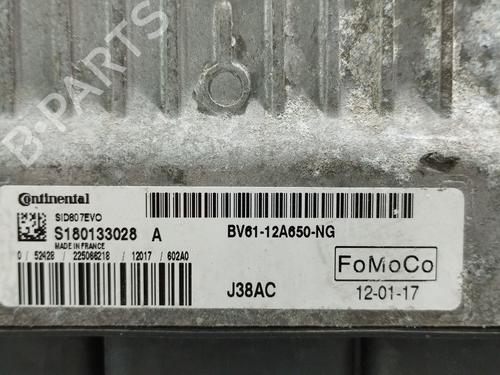 B-PARTS
Continental
SID807EVO
S180133028 A
MADE IN FRANCE
0 / 52428 / 225066218 / 12017 / 602A0
BV61-12A650-NG
J38AC
FoMoCo
12-01-17